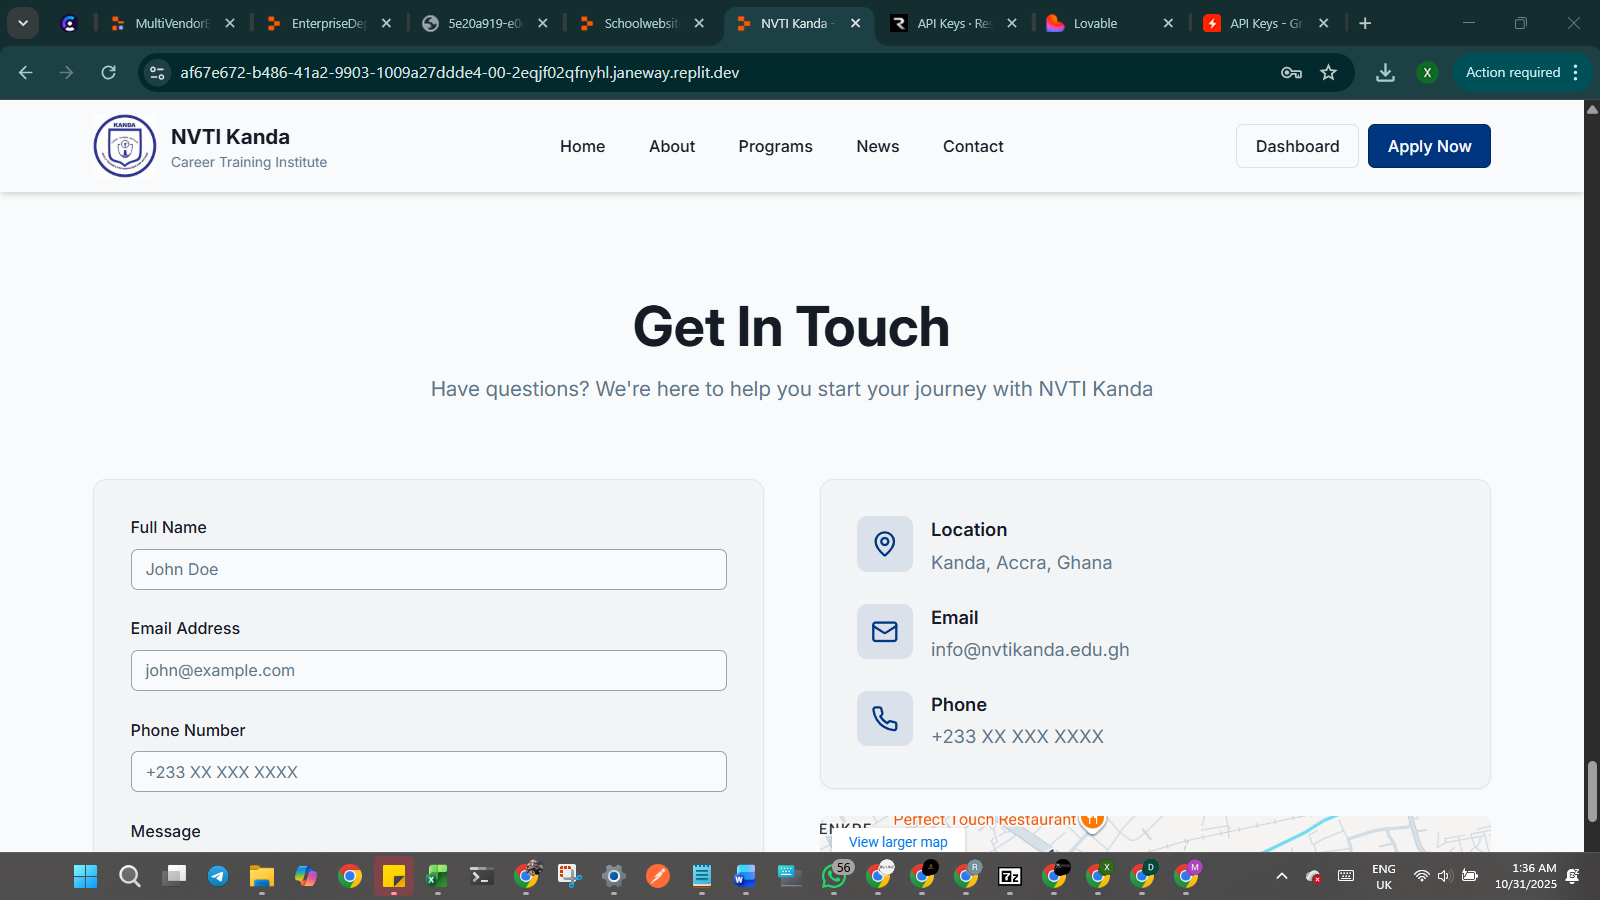 MultiVendorE
EnterpriseDep
5e20a919-e0
Schoolwebsit
NVTI Kanda -
API Keys · Res
Lovable
API Keys - Gr
af67e672-b486-41a2-9903-1009a27ddde4-00-2eqjf02qfnyhl.janeway.replit.dev
X
Action required
KANDA
NVTI Kanda
Career Training Institute
Home
About
Programs
News
Contact
Dashboard
Apply Now
Get In Touch
Have questions? We're here to help you start your journey with NVTI Kanda
Full Name
John Doe
Email Address
john@example.com
Phone Number
+233 XX XXX XXXX
Message
Location
Kanda, Accra, Ghana
Email
info@nvtikanda.edu.gh
Phone
+233 XX XXX XXXX
Perfect Touch Restaurant
View larger map
56
R
7z
X
D
M
ENG
UK
1:36 AM
10/31/2025